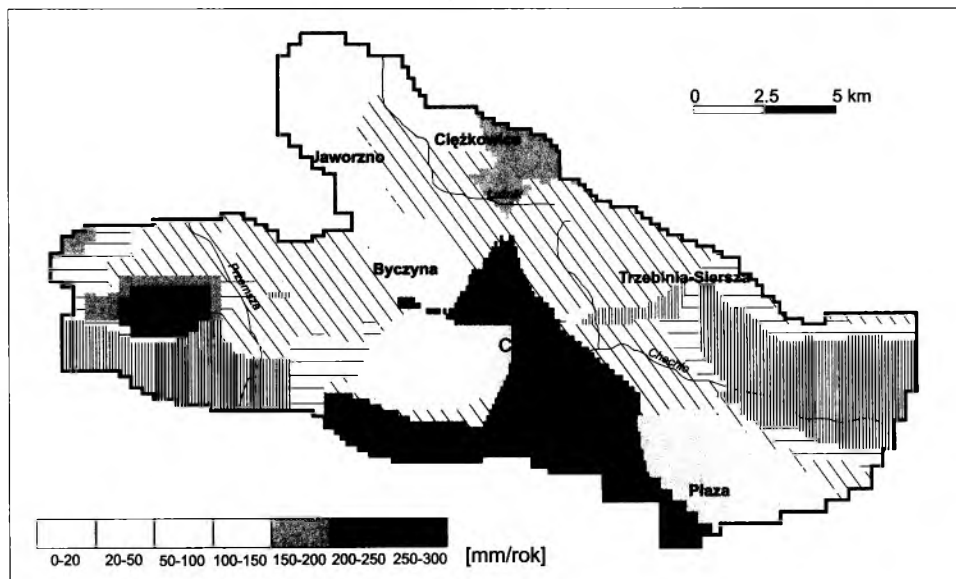 0 2.5 5 km
Ciężkowice
Jaworzno
Byczyna
Trzebinia-Siersza
Przemsza
C
Chechło
Płaza
0-20 20-50 50-100 100-150 150-200 200-250 250-300 [mm/rok]